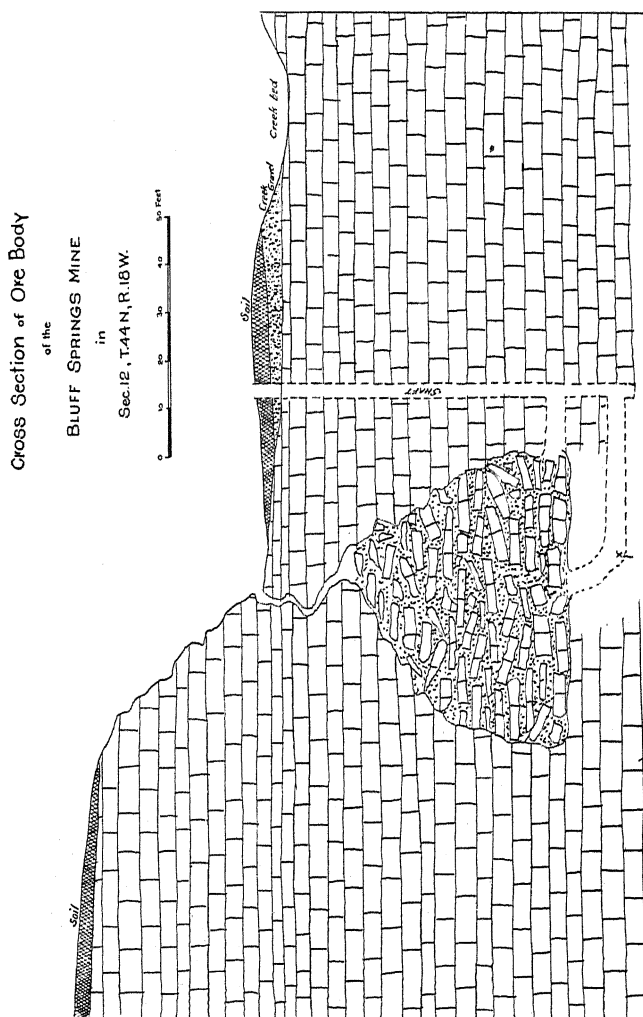 Cross Section of Ore Body
of the
BLUFF SPRINGS MINE
in
Sec.12, T.44 N., R.18 W.
0 10 20 30 40 50 Feet
Soil
Soil
Creek Gravel
Creek bed
SHAFT
X